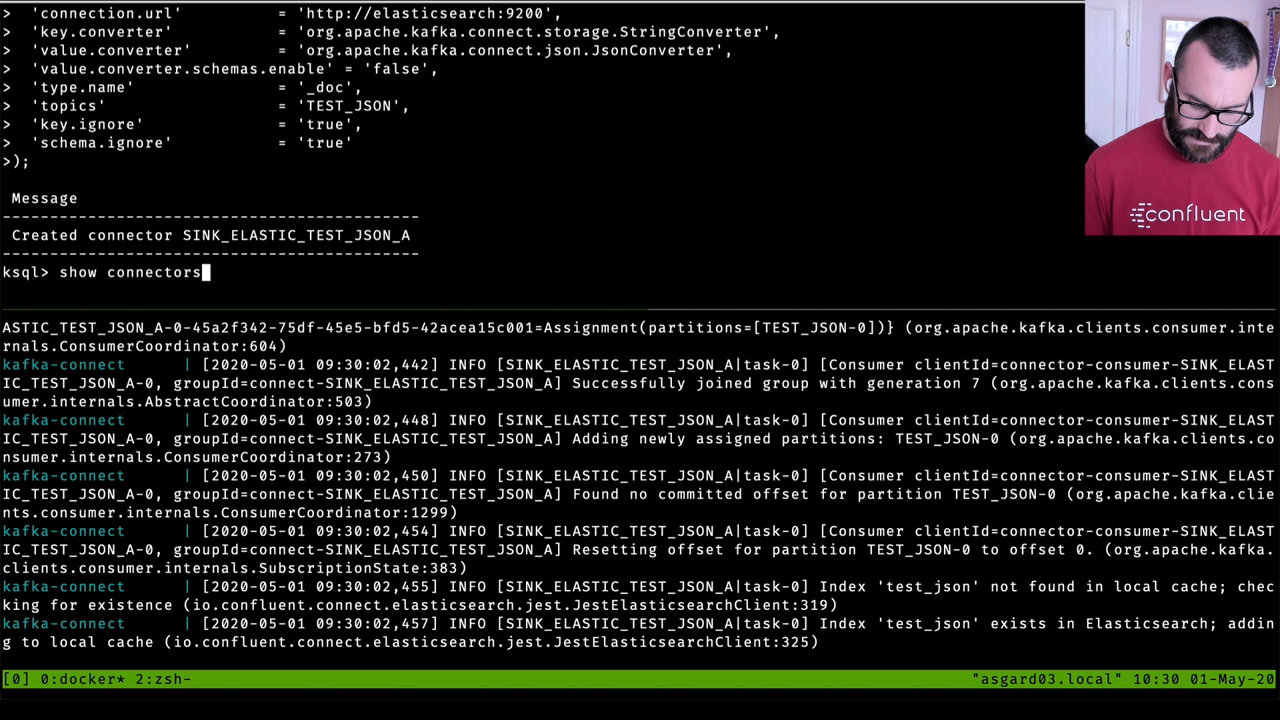 >  'connection.url'             = 'http://elasticsearch:9200',
>  'key.converter'              = 'org.apache.kafka.connect.storage.StringConverter',
>  'value.converter'            = 'org.apache.kafka.connect.json.JsonConverter',
>  'value.converter.schemas.enable' = 'false',
>  'type.name'                  = '_doc',
>  'topics'                     = 'TEST_JSON',
>  'key.ignore'                 = 'true',
>  'schema.ignore'              = 'true'
>);
Message
--------------------------------------------
Created connector SINK_ELASTIC_TEST_JSON_A
--------------------------------------------
ksql> show connectors
confluent
ASTIC_TEST_JSON_A-0-45a2f342-75df-45e5-bfd5-42acea15c001=Assignment(partitions=[TEST_JSON-0])} (org.apache.kafka.clients.consumer.inte
rnals.ConsumerCoordinator:604)
kafka-connect      | [2020-05-01 09:30:02,442] INFO [SINK_ELASTIC_TEST_JSON_A|task-0] [Consumer clientId=connector-consumer-SINK_ELAST
IC_TEST_JSON_A-0, groupId=connect-SINK_ELASTIC_TEST_JSON_A] Successfully joined group with generation 7 (org.apache.kafka.clients.cons
umer.internals.AbstractCoordinator:503)
kafka-connect      | [2020-05-01 09:30:02,448] INFO [SINK_ELASTIC_TEST_JSON_A|task-0] [Consumer clientId=connector-consumer-SINK_ELAST
IC_TEST_JSON_A-0, groupId=connect-SINK_ELASTIC_TEST_JSON_A] Adding newly assigned partitions: TEST_JSON-0 (org.apache.kafka.clients.co
nsumer.internals.ConsumerCoordinator:273)
kafka-connect      | [2020-05-01 09:30:02,450] INFO [SINK_ELASTIC_TEST_JSON_A|task-0] [Consumer clientId=connector-consumer-SINK_ELAST
IC_TEST_JSON_A-0, groupId=connect-SINK_ELASTIC_TEST_JSON_A] Found no committed offset for partition TEST_JSON-0 (org.apache.kafka.clie
nts.consumer.internals.ConsumerCoordinator:1299)
kafka-connect      | [2020-05-01 09:30:02,454] INFO [SINK_ELASTIC_TEST_JSON_A|task-0] [Consumer clientId=connector-consumer-SINK_ELAST
IC_TEST_JSON_A-0, groupId=connect-SINK_ELASTIC_TEST_JSON_A] Resetting offset for partition TEST_JSON-0 to offset 0. (org.apache.kafka.
clients.consumer.internals.SubscriptionState:383)
kafka-connect      | [2020-05-01 09:30:02,455] INFO [SINK_ELASTIC_TEST_JSON_A|task-0] Index 'test_json' not found in local cache; chec
king for existence (io.confluent.connect.elasticsearch.jest.JestElasticsearchClient:319)
kafka-connect      | [2020-05-01 09:30:02,457] INFO [SINK_ELASTIC_TEST_JSON_A|task-0] Index 'test_json' exists in Elasticsearch; addin
g to local cache (io.confluent.connect.elasticsearch.jest.JestElasticsearchClient:325)
[0] 0:docker* 2:zsh- "asgard03.local" 10:30 01-May-20